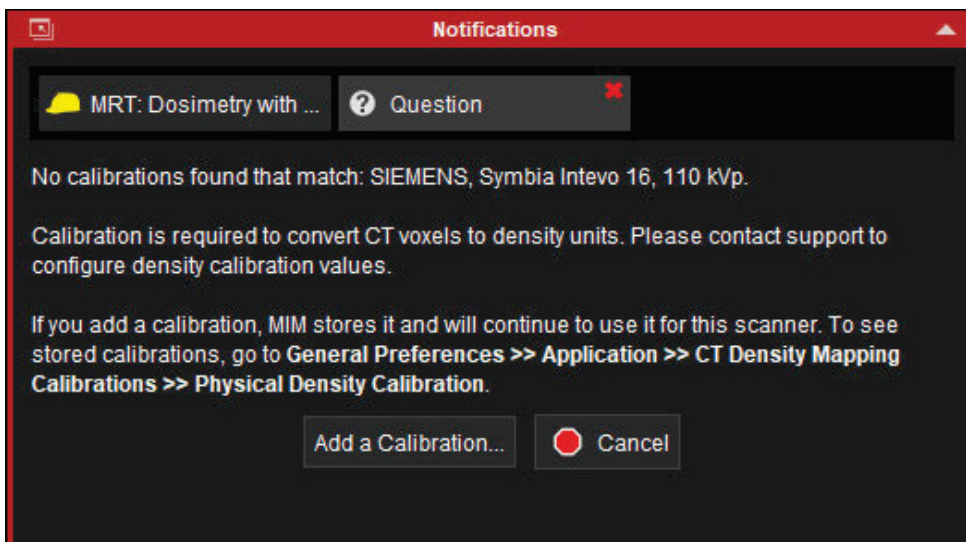 Notifications
MRT: Dosimetry with ...
Question
No calibrations found that match: SIEMENS, Symbia Intevo 16, 110 kVp.
Calibration is required to convert CT voxels to density units. Please contact support to
configure density calibration values.
If you add a calibration, MIM stores it and will continue to use it for this scanner. To see
stored calibrations, go to General Preferences >> Application >> CT Density Mapping
Calibrations >> Physical Density Calibration.
Add a Calibration...
Cancel